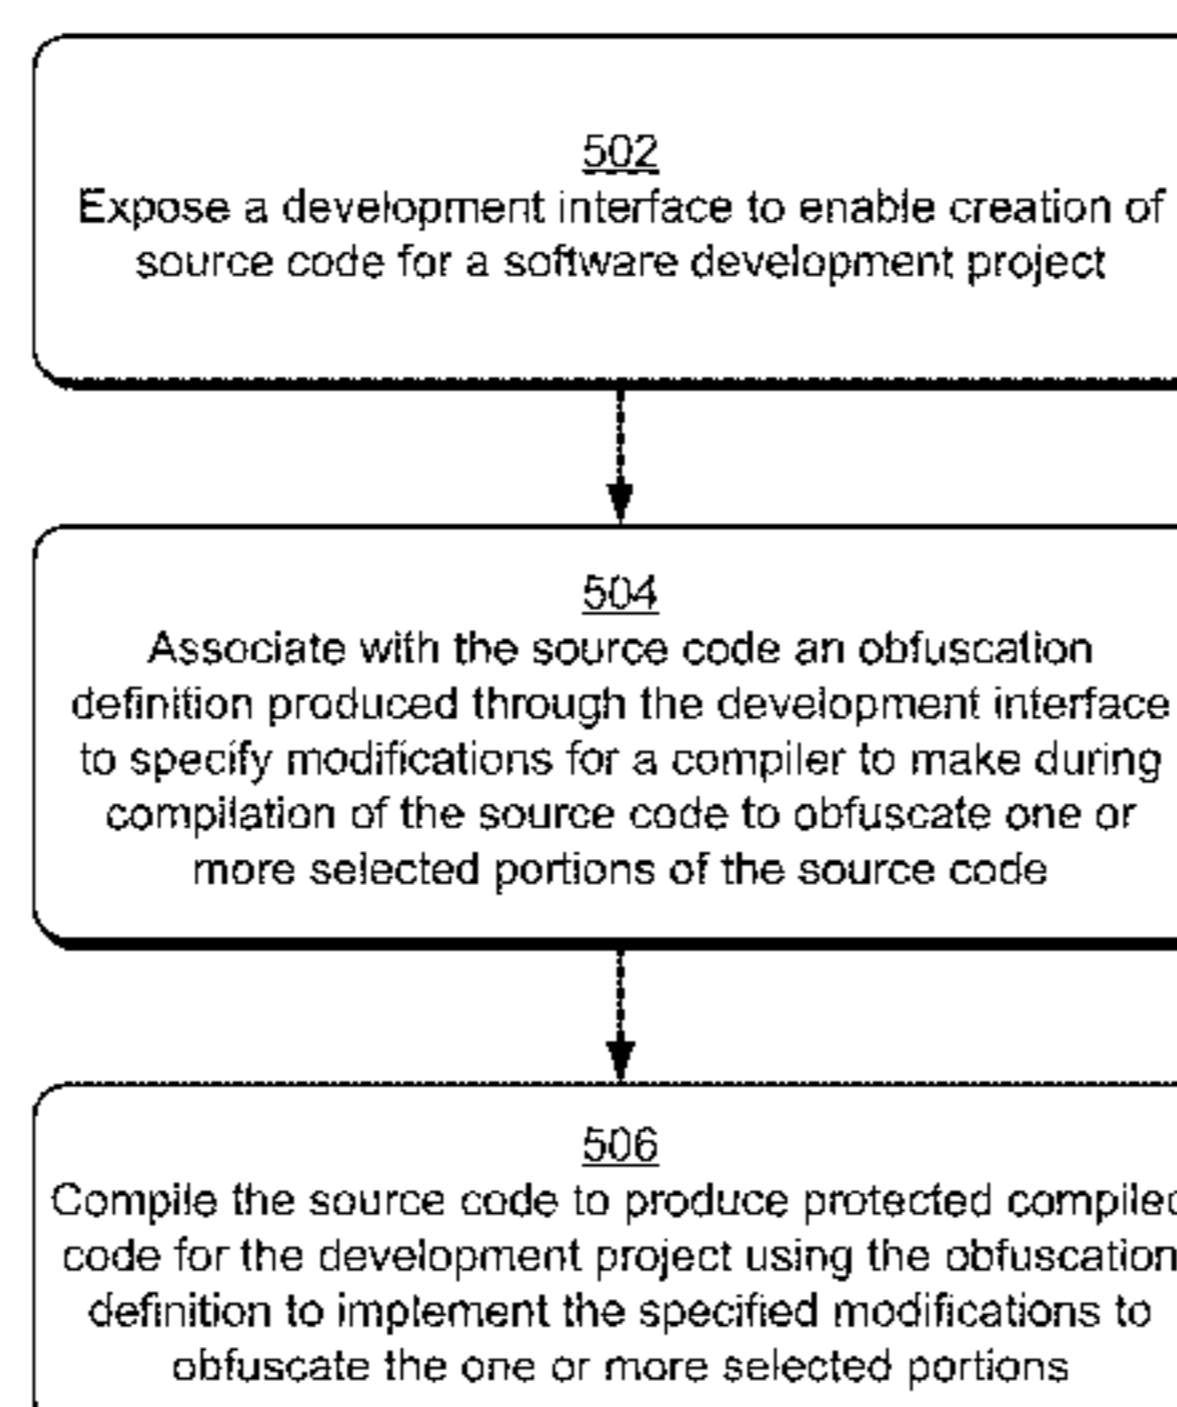 502
Expose a development interface to enable creation of
source code for a software development project
504
Associate with the source code an obfuscation
definition produced through the development interface
to specify modifications for a compiler to make during
compilation of the source code to obfuscate one or
more selected portions of the source code
506
Compile the source code to produce protected compiled
code for the development project using the obfuscation
definition to implement the specified modifications to
obfuscate the one or more selected portions